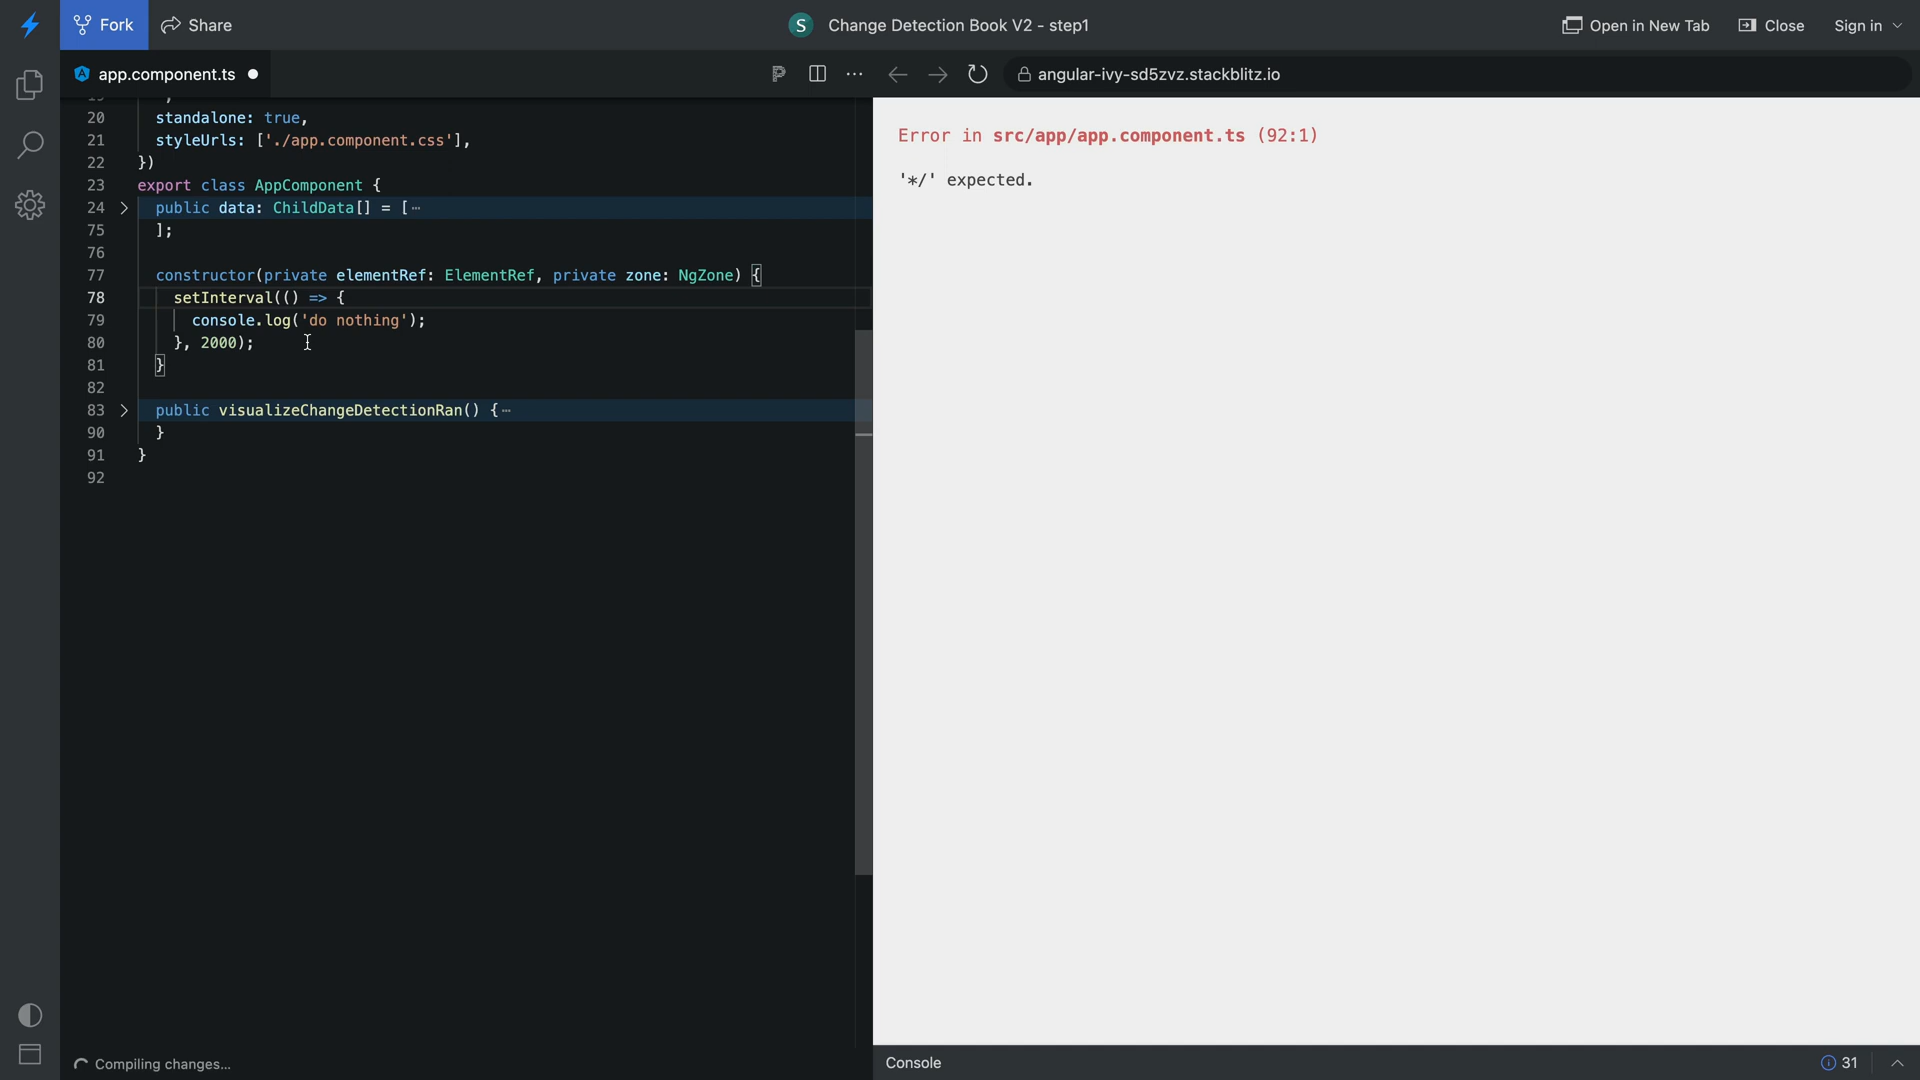 Fork
Share
S
Change Detection Book V2 - step1
Open in New Tab
Close
Sign in
app.component.ts
angular-ivy-sd5zvz.stackblitz.io
20 standalone: true,
21 styleUrls: ['./app.component.css'],
22 })
23 export class AppComponent {
24 public data: ChildData[] = [⋯
75 ];
76
77 constructor(private elementRef: ElementRef, private zone: NgZone) {
78 setInterval(() => {
79 console.log('do nothing');
80 }, 2000);
81 }
82
83 public visualizeChangeDetectionRan() {⋯
90 }
91 }
92
Compiling changes...
Error in src/app/app.component.ts (92:1)
'*/' expected.
Console
31